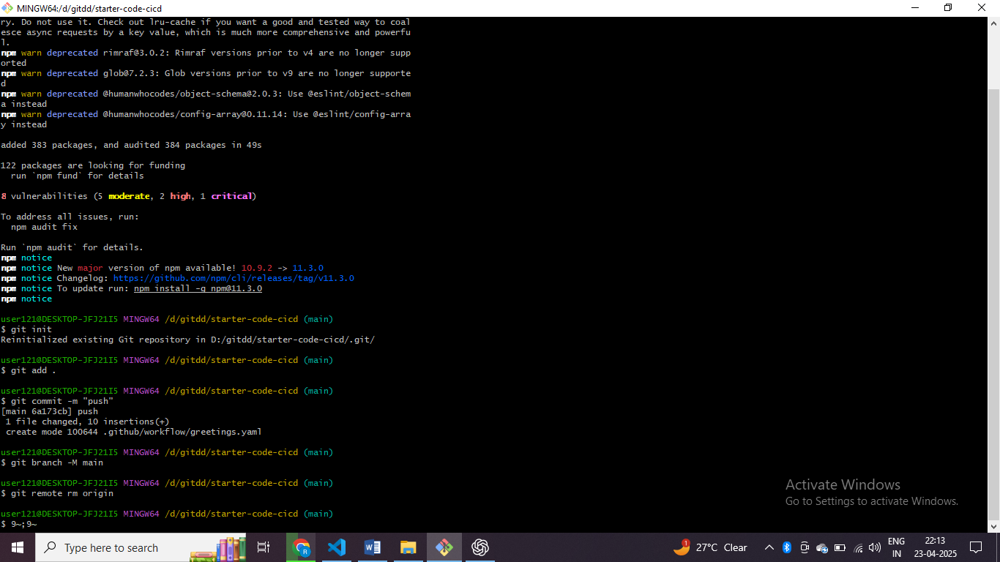 MINGW64:/d/gitdd/starter-code-cicd
ry. Do not use it. Check out lru-cache if you want a good and tested way to coal
esce async requests by a key value, which is much more comprehensive and powerfu
l.
npm warn deprecated rimraf@3.0.2: Rimraf versions prior to v4 are no longer supp
orted
npm warn deprecated glob@7.2.3: Glob versions prior to v9 are no longer supporte
d
npm warn deprecated @humanwhocodes/object-schema@2.0.3: Use @eslint/object-schem
a instead
npm warn deprecated @humanwhocodes/config-array@0.11.14: Use @eslint/config-arra
y instead
added 383 packages, and audited 384 packages in 49s
122 packages are looking for funding
  run `npm fund` for details
8 vulnerabilities (5 moderate, 2 high, 1 critical)
To address all issues, run:
  npm audit fix
Run `npm audit` for details.
npm notice
npm notice New major version of npm available! 10.9.2 -> 11.3.0
npm notice Changelog: https://github.com/npm/cli/releases/tag/v11.3.0
npm notice To update run: npm install -g npm@11.3.0
npm notice
user121@DESKTOP-JFJ21I5 MINGW64 /d/gitdd/starter-code-cicd (main)
$ git init
Reinitialized existing Git repository in D:/gitdd/starter-code-cicd/.git/
user121@DESKTOP-JFJ21I5 MINGW64 /d/gitdd/starter-code-cicd (main)
$ git add .
user121@DESKTOP-JFJ21I5 MINGW64 /d/gitdd/starter-code-cicd (main)
$ git commit -m "push"
[main 6a173cb] push
 1 file changed, 10 insertions(+)
 create mode 100644 .github/workflow/greetings.yaml
user121@DESKTOP-JFJ21I5 MINGW64 /d/gitdd/starter-code-cicd (main)
$ git branch -M main
user121@DESKTOP-JFJ21I5 MINGW64 /d/gitdd/starter-code-cicd (main)
$ git remote rm origin
user121@DESKTOP-JFJ21I5 MINGW64 /d/gitdd/starter-code-cicd (main)
$ 9~;9~
Activate Windows
Go to Settings to activate Windows.
Type here to search
R
1
27°C Clear
ENG
IN
22:13
23-04-2025